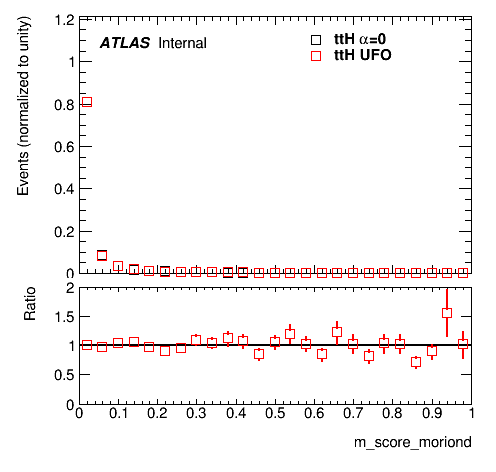 1.2
ATLAS Internal
ttH α=0
ttH UFO
Events (normalized to unity)
1
0.8
0.6
0.4
0.2
0
2
Ratio
1.5
1
0.5
0
0 0.1 0.2 0.3 0.4 0.5 0.6 0.7 0.8 0.9 1
m_score_moriond